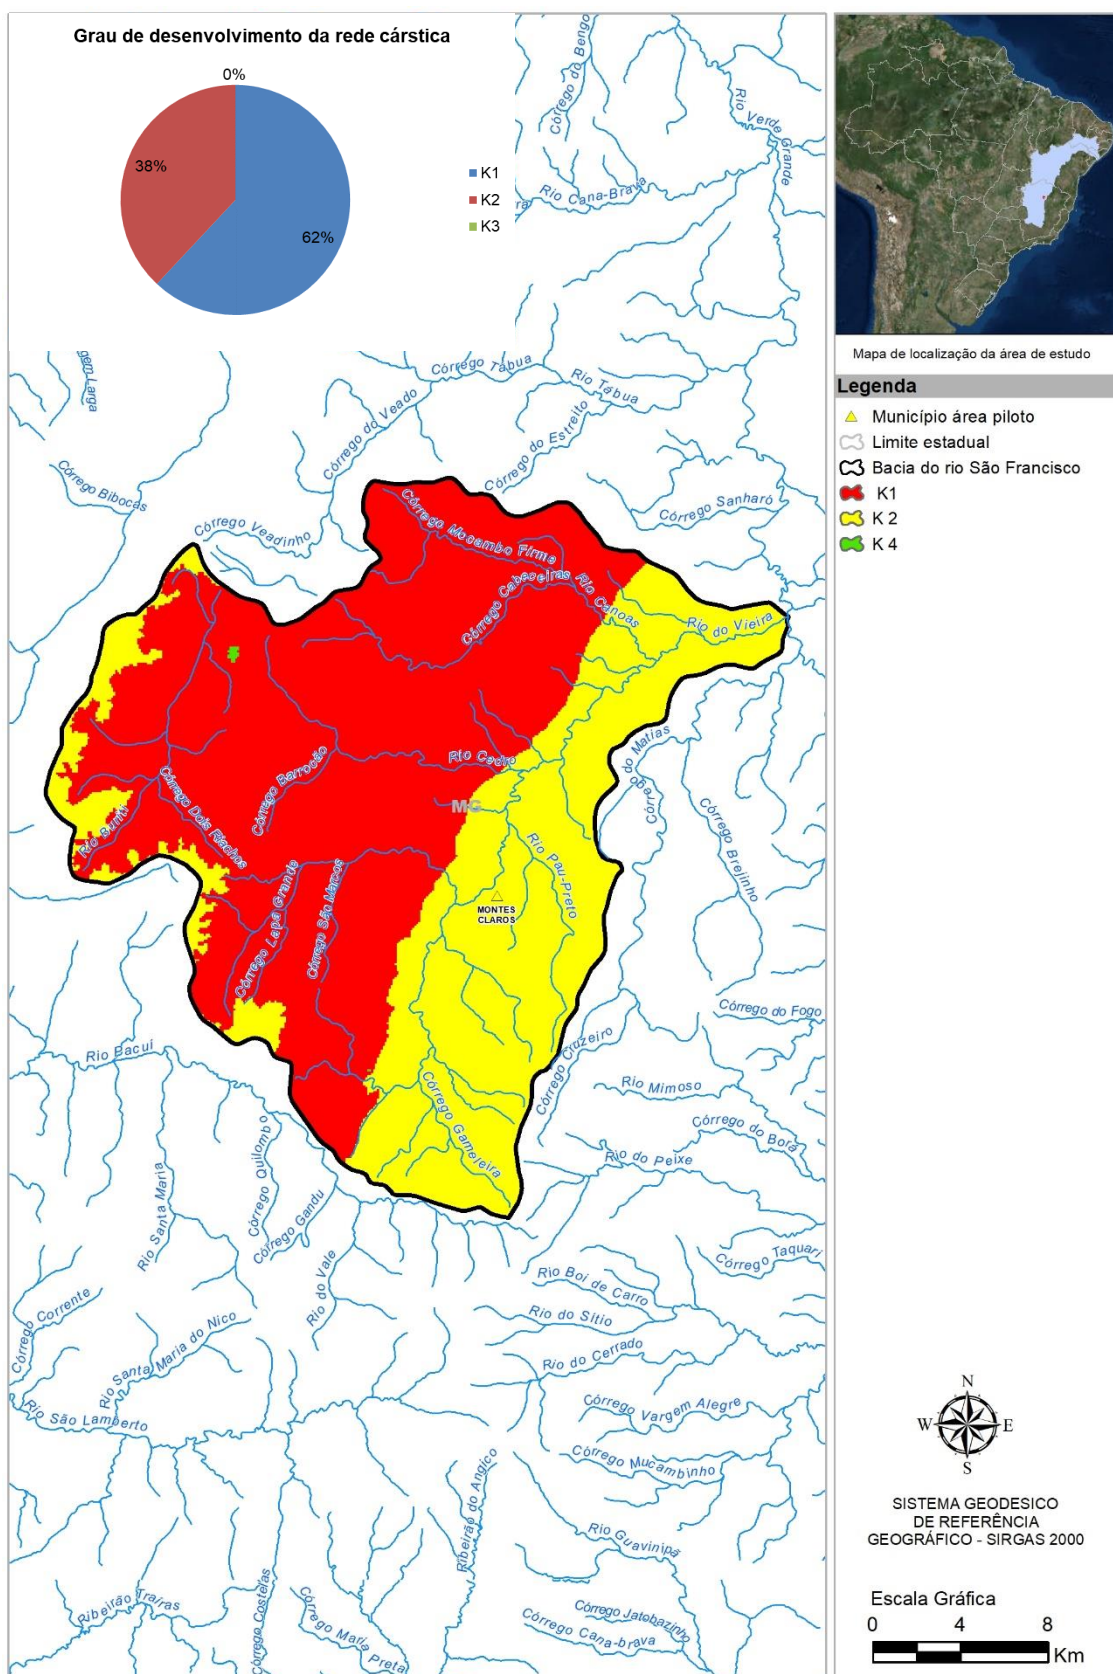 Grau de desenvolvimento da rede cárstica
0%
38%
62%
K1
K2
K3
Córrego do Bengo
Rio Verde Grande
Rio Cana-Brava
ra
gem Larga
Córrego Tábua
Rio Tábua
Córrego do Veado
Córrego do Estreito
Córrego Bibocas
Córrego Veadinho
Córrego Sanharó
Córrego Mocambo Firme
Córrego Cabeceiras
Rio Canoas
Rio do Vieira
Córrego do Matias
Rio Cedro
Córrego Barrocão
MG
Rio Buriti
Córrego Dois Riachos
Córrego Brejinho
Rio Pau-Preto
MONTES
CLAROS
Córrego Lapa Grande
Córrego São Marcos
Córrego do Fogo
Rio Pacuí
Córrego Cruzeiro
Rio Mimoso
Córrego Gameleira
Córrego do Borá
Rio do Peixe
Córrego Quilombo
Rio Santa Maria
Córrego Gandu
Rio do Vale
Córrego Taquari
Rio Boi de Carro
Rio do Sítio
Córrego Corrente
Rio Santa Maria do Nico
Rio do Cerrado
Rio São Lamberto
Córrego Vargem Alegre
Córrego Mucambinho
Ribeirão do Angico
Rio Guavinipã
Ribeirão Traíras
Córrego Costelas
Córrego Maria Preta
Córrego Jatobazinho
Córrego Cana-brava
Mapa de localização da área de estudo
Legenda
Município área piloto
Limite estadual
Bacia do rio São Francisco
K1
K 2
K 4
N
W
E
S
SISTEMA GEODESICO
DE REFERÊNCIA
GEOGRÁFICO - SIRGAS 2000
Escala Gráfica
0 4 8
Km